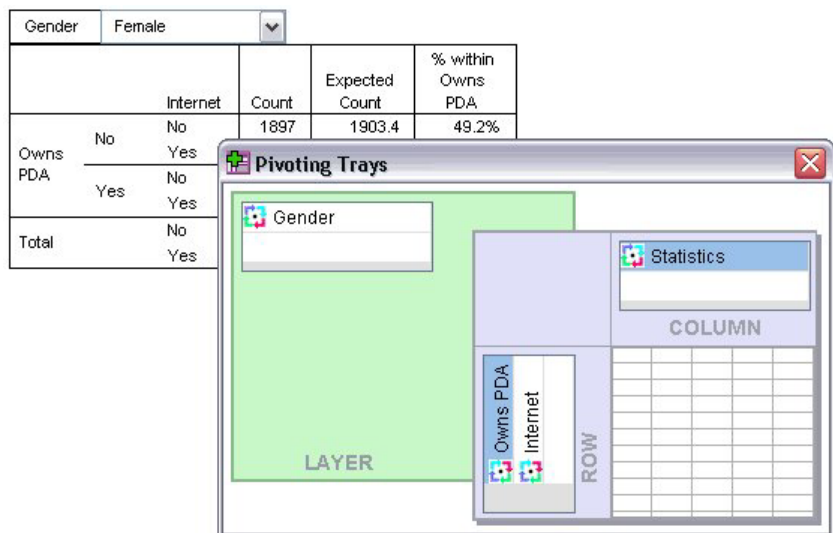 Gender Female
Internet Count Expected Count % within Owns PDA
Owns PDA No No 1897 1903.4 49.2%
Yes
Yes No
Yes
Total No
Yes
Pivoting Trays
Gender
Statistics
COLUMN
Owns PDA
Internet
ROW
LAYER